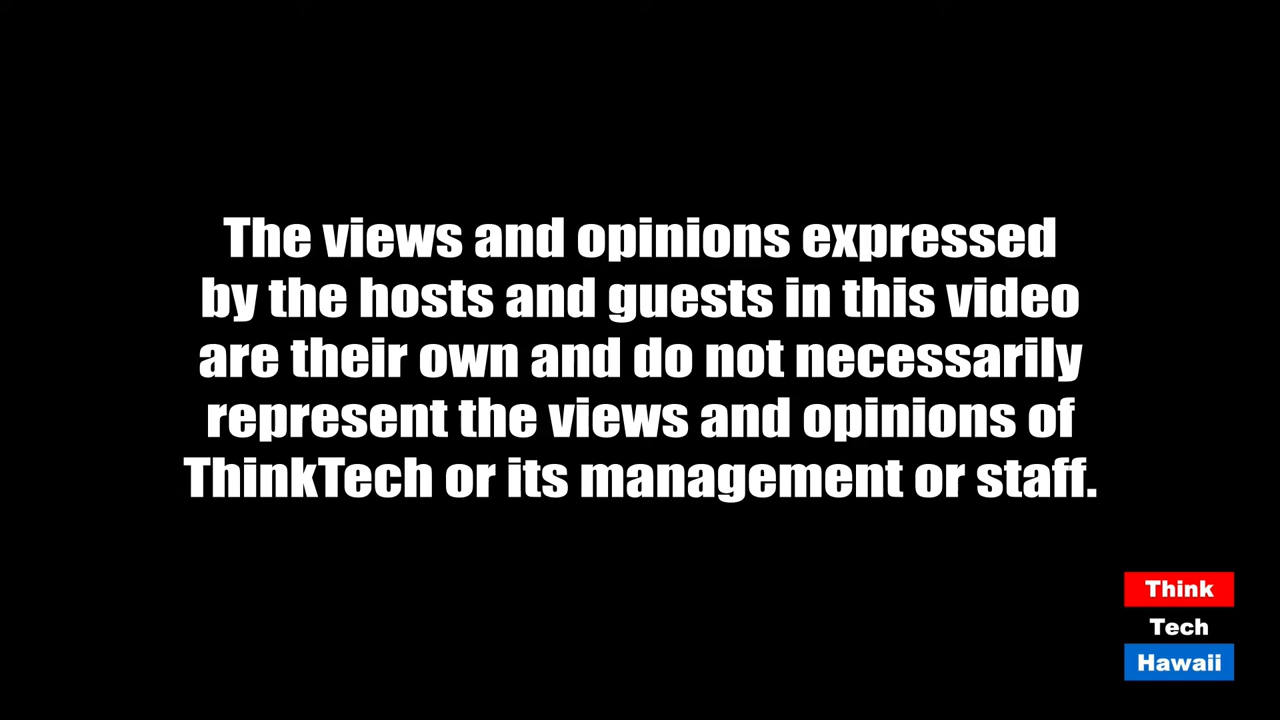 The views and opinions expressed
by the hosts and guests in this video
are their own and do not necessarily
represent the views and opinions of
ThinkTech or its management or staff.
Think
Tech
Hawaii